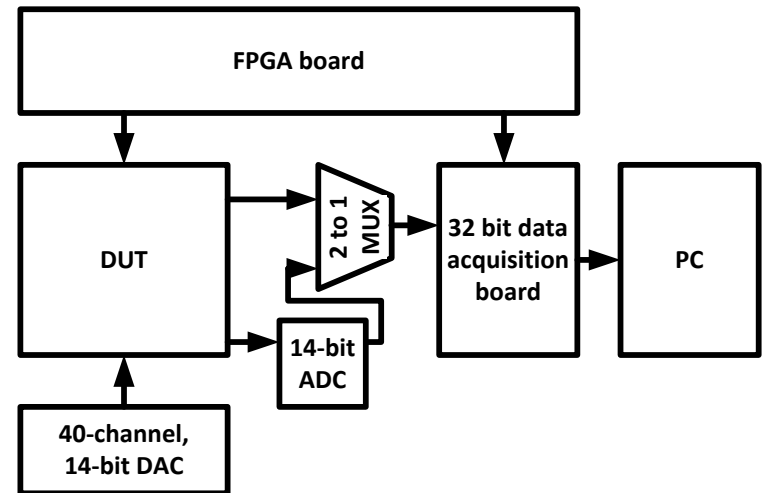 FPGA board
DUT
2 to 1
MUX
32 bit data
acquisition
board
PC
14-bit
ADC
40-channel,
14-bit DAC